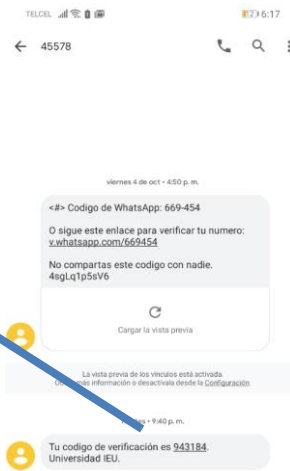 TELCEL 6:17
45578
viernes 4 de oct • 4:50 p. m.
<#> Codigo de WhatsApp: 669-454
O sigue este enlace para verificar tu numero:
v.whatsapp.com/669454
No compartas este codigo con nadie.
4sgLq1p5sV6
Cargar la vista previa
La vista previa de los vínculos está activada.
más información o desactívala desde la Configuración.
• 9:40 p. m.
Tu codigo de verificación es 943184.
Universidad IEU.